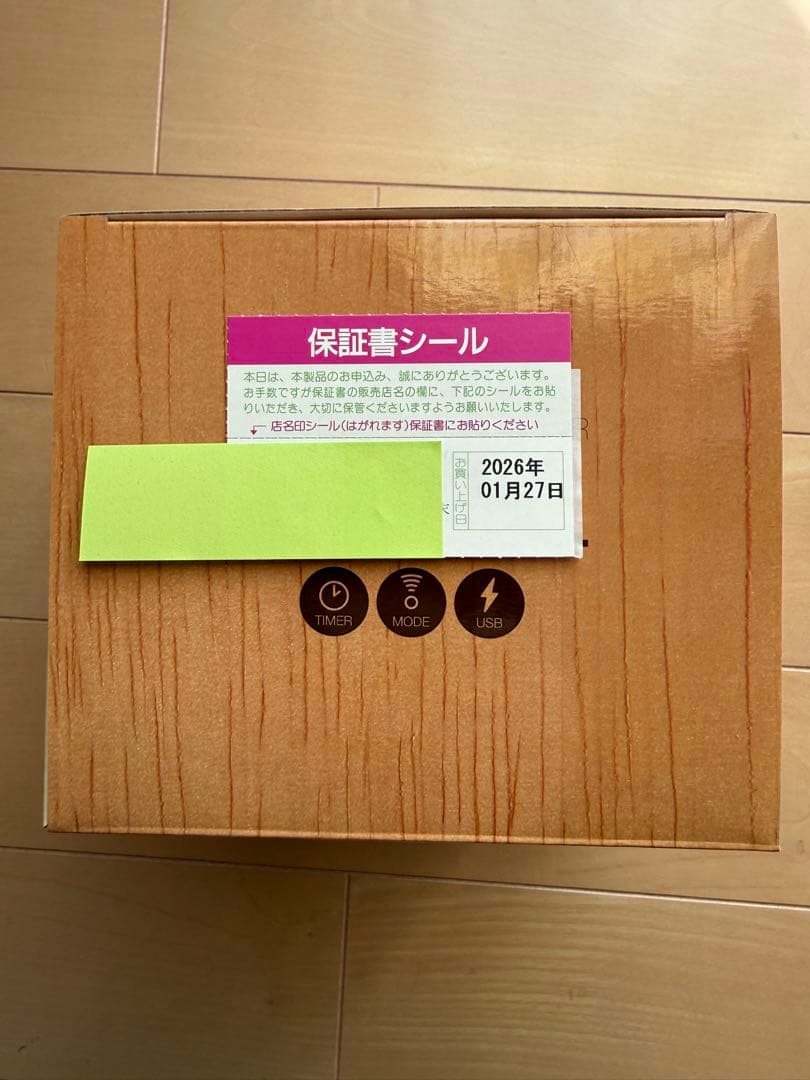 保証書シール
本日は、本製品のお申込み、誠にありがとうございます。
お手数ですが保証書の販売店名の欄に、下記のシールをお貼
りいただき、大切に保管くださいますようお願いいたします。
店名印シール(はがれます)保証書にお貼りください
R
お買い上げ日
2026年
01月27日
TIMER
MODE
USB